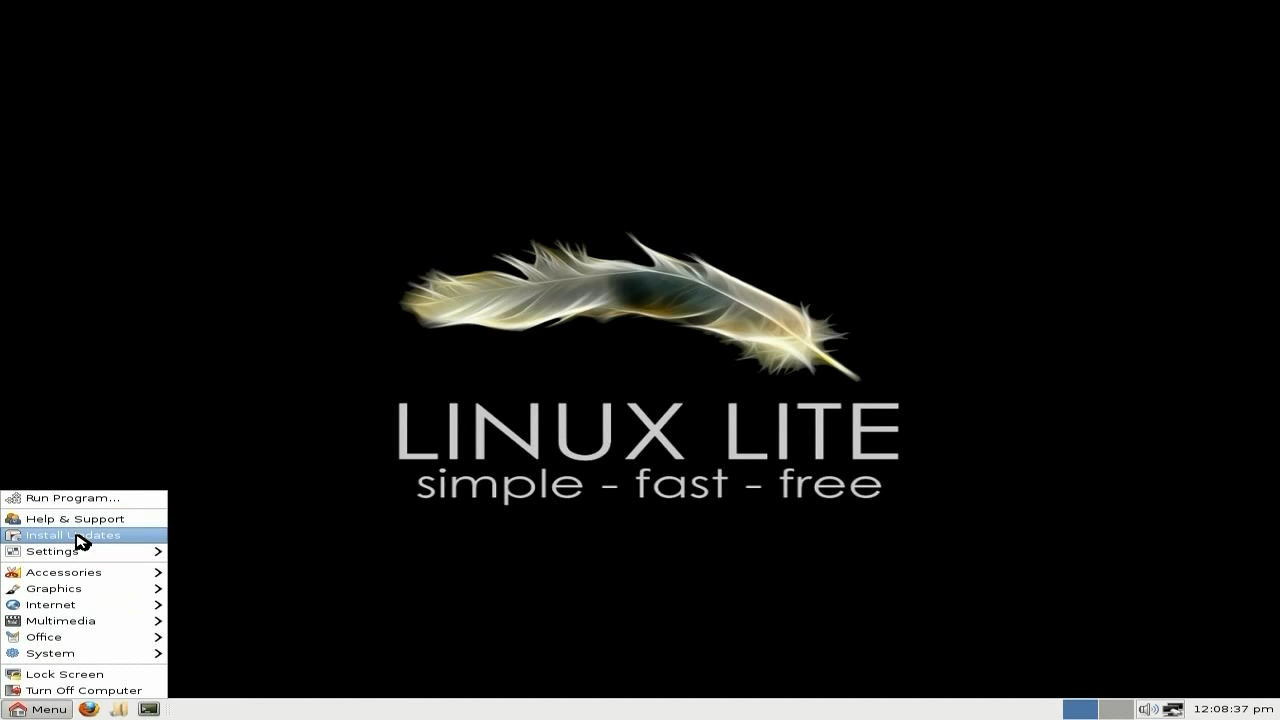 LINUX LITE
simple - fast - free
Run Program...
Help & Support
Install Updates
Settings
Accessories
Graphics
Internet
Multimedia
Office
System
Lock Screen
Turn Off Computer
Menu
12:08:37 pm